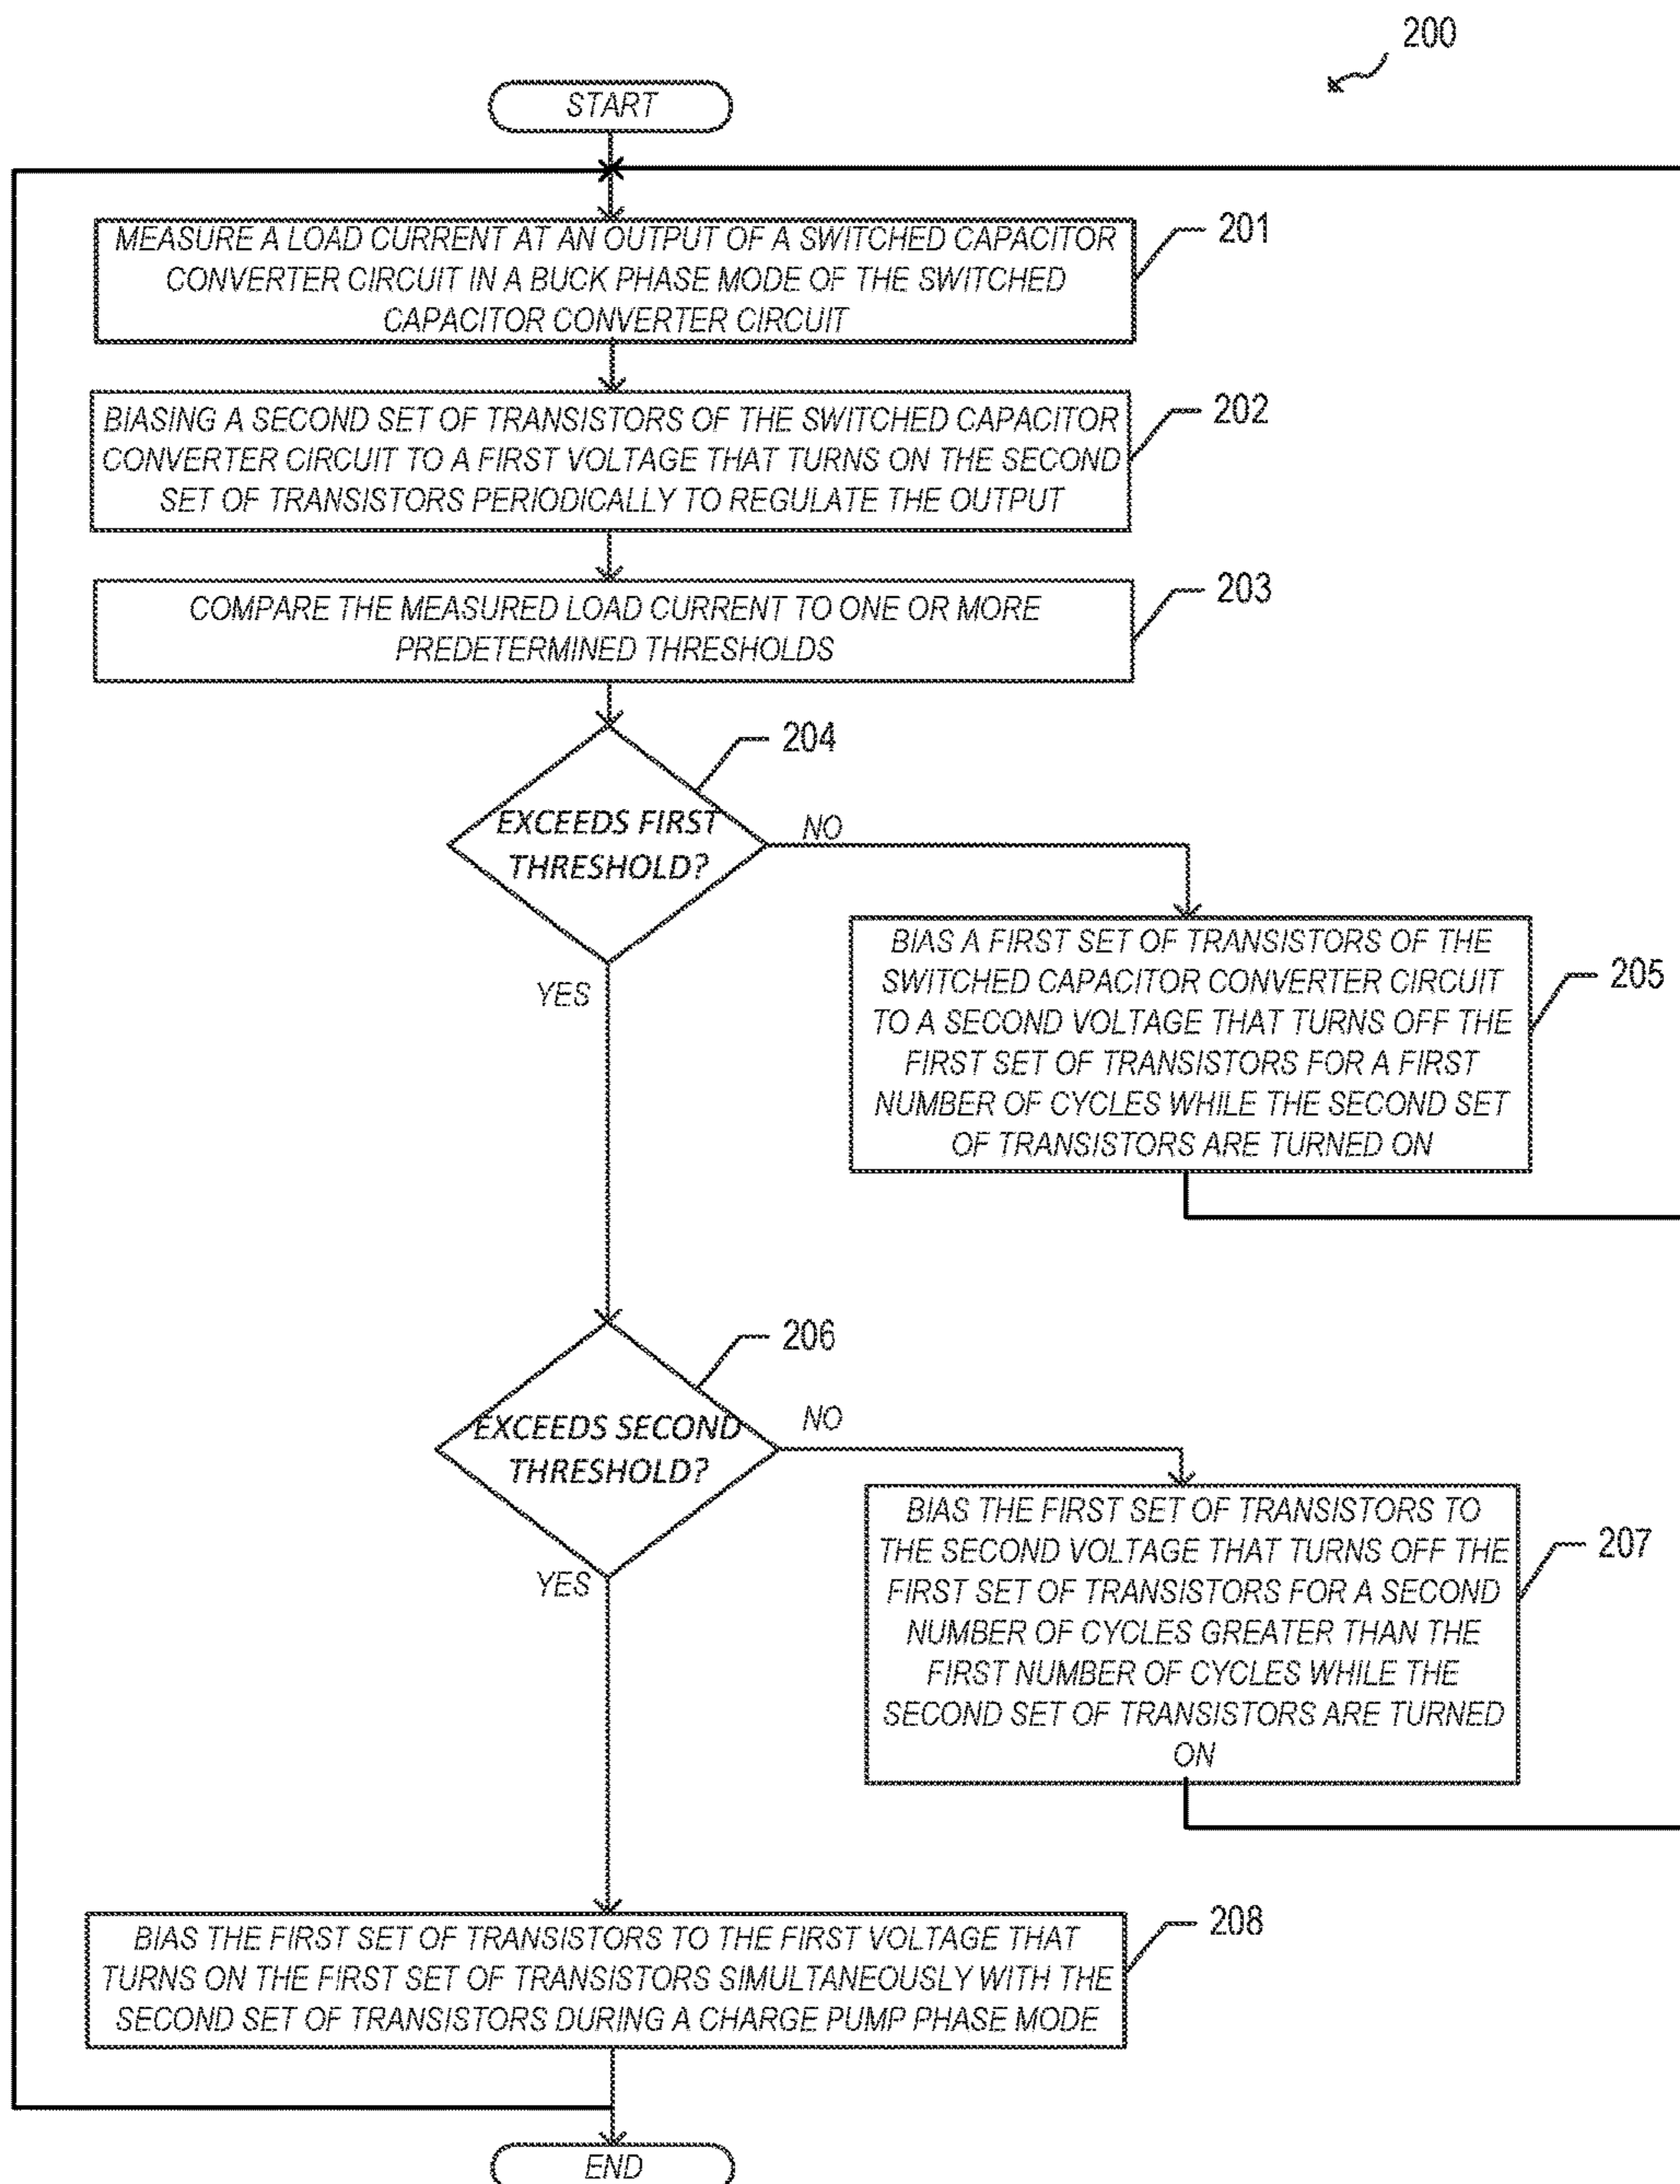 200
START
MEASURE A LOAD CURRENT AT AN OUTPUT OF A SWITCHED CAPACITOR
CONVERTER CIRCUIT IN A BUCK PHASE MODE OF THE SWITCHED
CAPACITOR CONVERTER CIRCUIT
201
BIASING A SECOND SET OF TRANSISTORS OF THE SWITCHED CAPACITOR
CONVERTER CIRCUIT TO A FIRST VOLTAGE THAT TURNS ON THE SECOND
SET OF TRANSISTORS PERIODICALLY TO REGULATE THE OUTPUT
202
COMPARE THE MEASURED LOAD CURRENT TO ONE OR MORE
PREDETERMINED THRESHOLDS
203
204
EXCEEDS FIRST
THRESHOLD?
NO
YES
BIAS A FIRST SET OF TRANSISTORS OF THE
SWITCHED CAPACITOR CONVERTER CIRCUIT
TO A SECOND VOLTAGE THAT TURNS OFF THE
FIRST SET OF TRANSISTORS FOR A FIRST
NUMBER OF CYCLES WHILE THE SECOND SET
OF TRANSISTORS ARE TURNED ON
205
206
EXCEEDS SECOND
THRESHOLD?
NO
YES
BIAS THE FIRST SET OF TRANSISTORS TO
THE SECOND VOLTAGE THAT TURNS OFF THE
FIRST SET OF TRANSISTORS FOR A SECOND
NUMBER OF CYCLES GREATER THAN THE
FIRST NUMBER OF CYCLES WHILE THE
SECOND SET OF TRANSISTORS ARE TURNED
ON
207
BIAS THE FIRST SET OF TRANSISTORS TO THE FIRST VOLTAGE THAT
TURNS ON THE FIRST SET OF TRANSISTORS SIMULTANEOUSLY WITH THE
SECOND SET OF TRANSISTORS DURING A CHARGE PUMP PHASE MODE
208
END